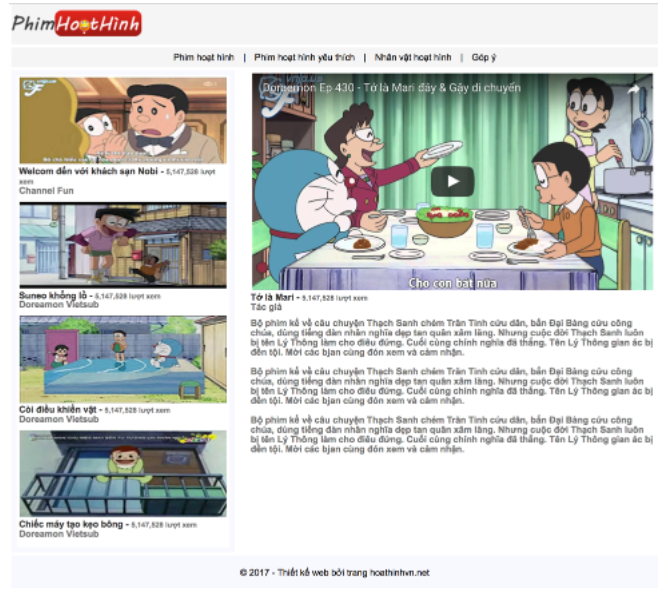 PhimHoạtHình
Phim hoạt hình | Phim hoạt hình yêu thích | Nhân vật hoạt hình | Góp ý
Welcom đến với khách sạn Nobi - 5,147,528 lượt
xem
Channel Fun
Suneo khổng lồ - 5,147,528 lượt xem
Doreamon Vietsub
Còi điều khiển vật - 5,147,528 lượt xem
Doreamon Vietsub
Chiếc máy tạo kẹo bông - 5,147,528 lượt xem
Doreamon Vietsub
Doraemon Ep 430 - Tớ là Mari đây & Gậy di chuyển
Cho con bát nữa
Tớ là Mari - 5,147,528 lượt xem
Tác giả
Bộ phim kể về câu chuyện Thạch Sanh chém Trăn Tinh cứu dân, bắn Đại Bàng cứu công
chúa, dùng tiếng đàn nhân nghĩa dẹp tan quân xâm lăng. Nhưng cuộc đời Thạch Sanh luôn
bị tên Lý Thông làm cho điêu đứng. Cuối cùng chính nghĩa đã thắng. Tên Lý Thông gian ác bị
đền tội. Mời các bjan cùng đón xem và cảm nhận.
Bộ phim kể về câu chuyện Thạch Sanh chém Trăn Tinh cứu dân, bắn Đại Bàng cứu công
chúa, dùng tiếng đàn nhân nghĩa dẹp tan quân xâm lăng. Nhưng cuộc đời Thạch Sanh luôn
bị tên Lý Thông làm cho điêu đứng. Cuối cùng chính nghĩa đã thắng. Tên Lý Thông gian ác bị
đền tội. Mời các bjan cùng đón xem và cảm nhận.
Bộ phim kể về câu chuyện Thạch Sanh chém Trăn Tinh cứu dân, bắn Đại Bàng cứu công
chúa, dùng tiếng đàn nhân nghĩa dẹp tan quân xâm lăng. Nhưng cuộc đời Thạch Sanh luôn
bị tên Lý Thông làm cho điêu đứng. Cuối cùng chính nghĩa đã thắng. Tên Lý Thông gian ác bị
đền tội. Mời các bjan cùng đón xem và cảm nhận.
© 2017 - Thiết kế web bởi trang hoathinhvn.net